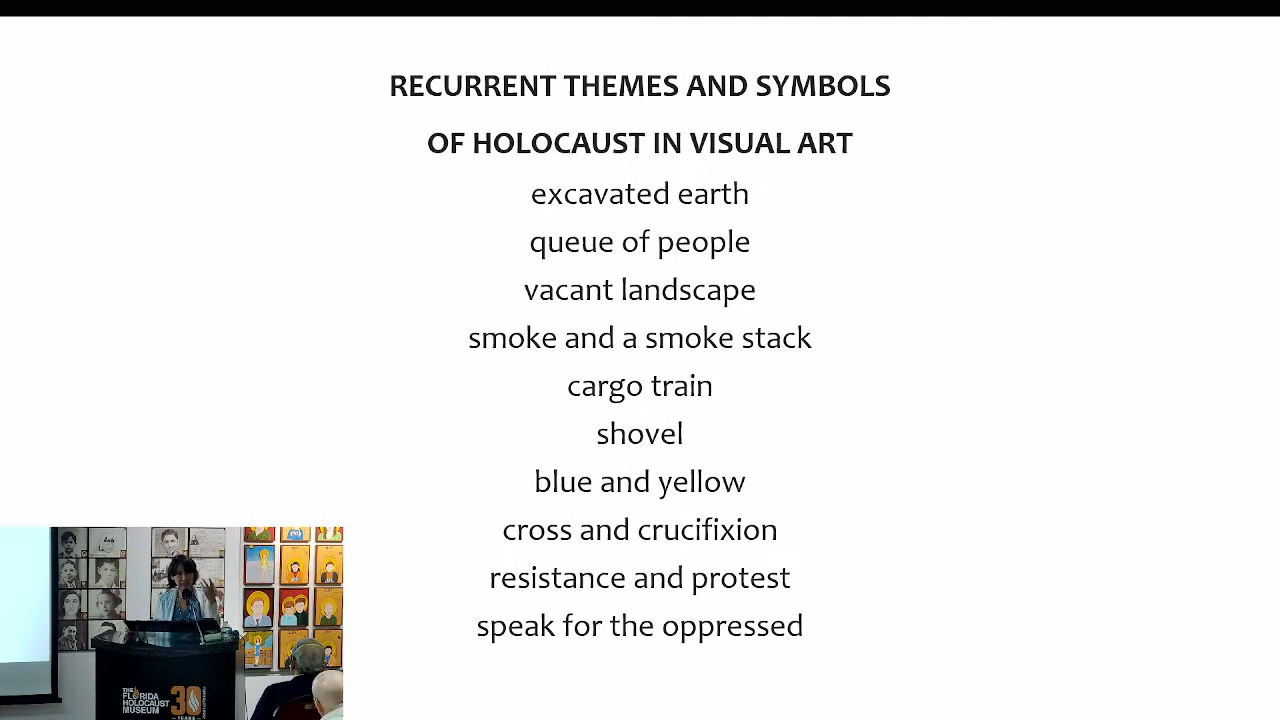 RECURRENT THEMES AND SYMBOLS
OF HOLOCAUST IN VISUAL ART
excavated earth
queue of people
vacant landscape
smoke and a smoke stack
cargo train
shovel
blue and yellow
cross and crucifixion
resistance and protest
speak for the oppressed
THE
FLORIDA
HOLOCAUST
MUSEUM
30
YEARS